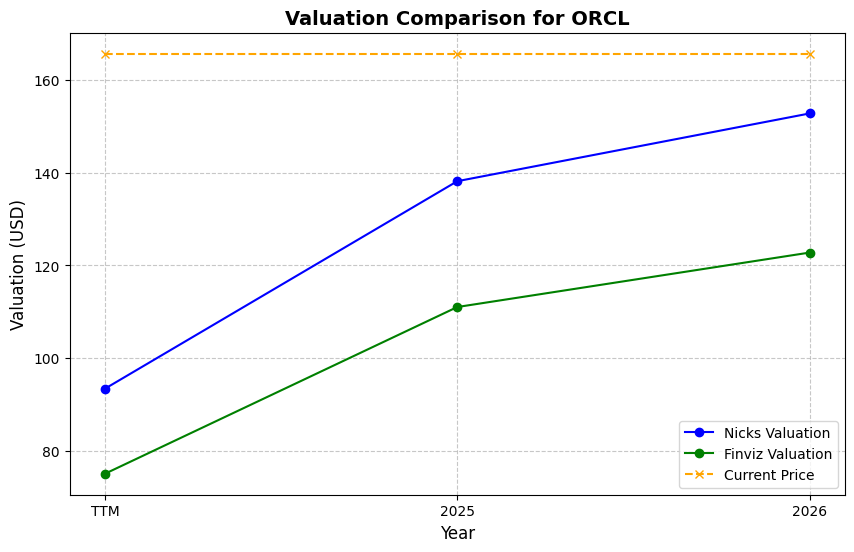 Valuation Comparison for ORCL
Valuation (USD)
160
140
120
100
80
TTM
2025
2026
Year
Nicks Valuation
Finviz Valuation
Current Price